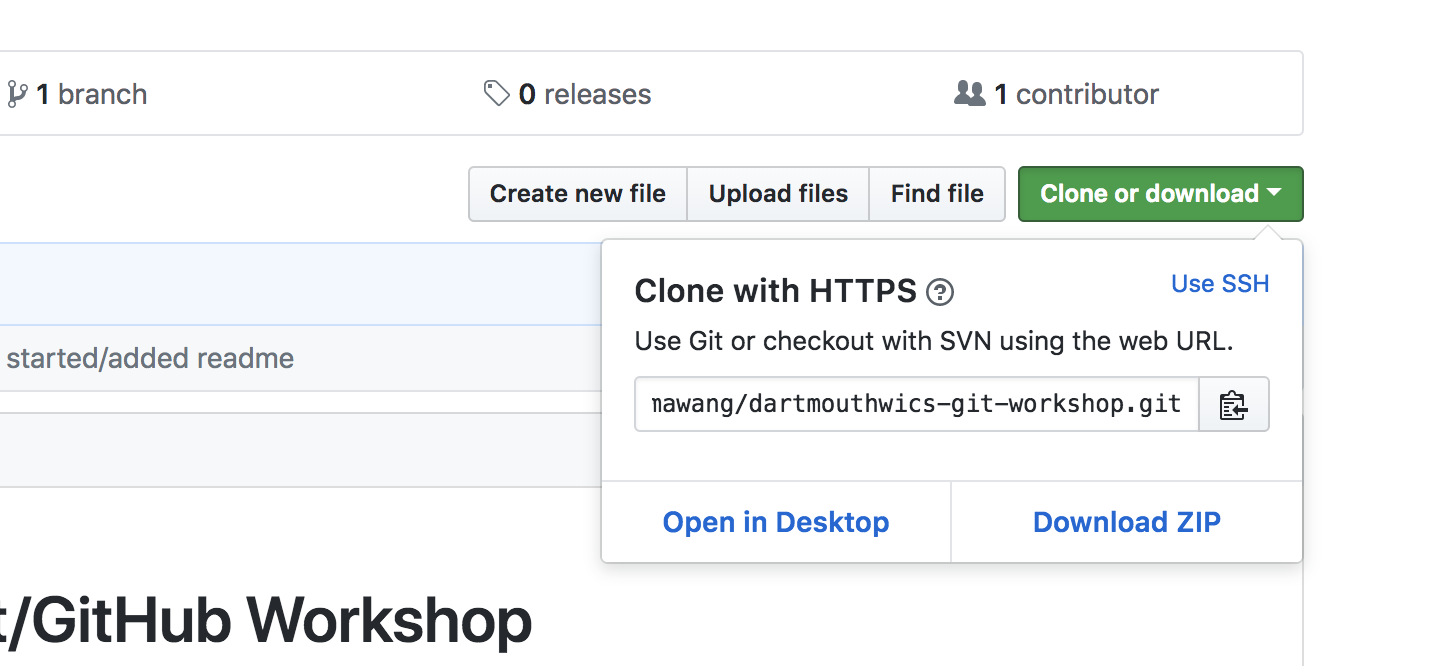 1 branch
0 releases
1 contributor
Create new file
Upload files
Find file
Clone or download
Clone with HTTPS
Use SSH
Use Git or checkout with SVN using the web URL.
mawang/dartmouthwics-git-workshop.git
started/added readme
Open in Desktop
Download ZIP
t/GitHub Workshop